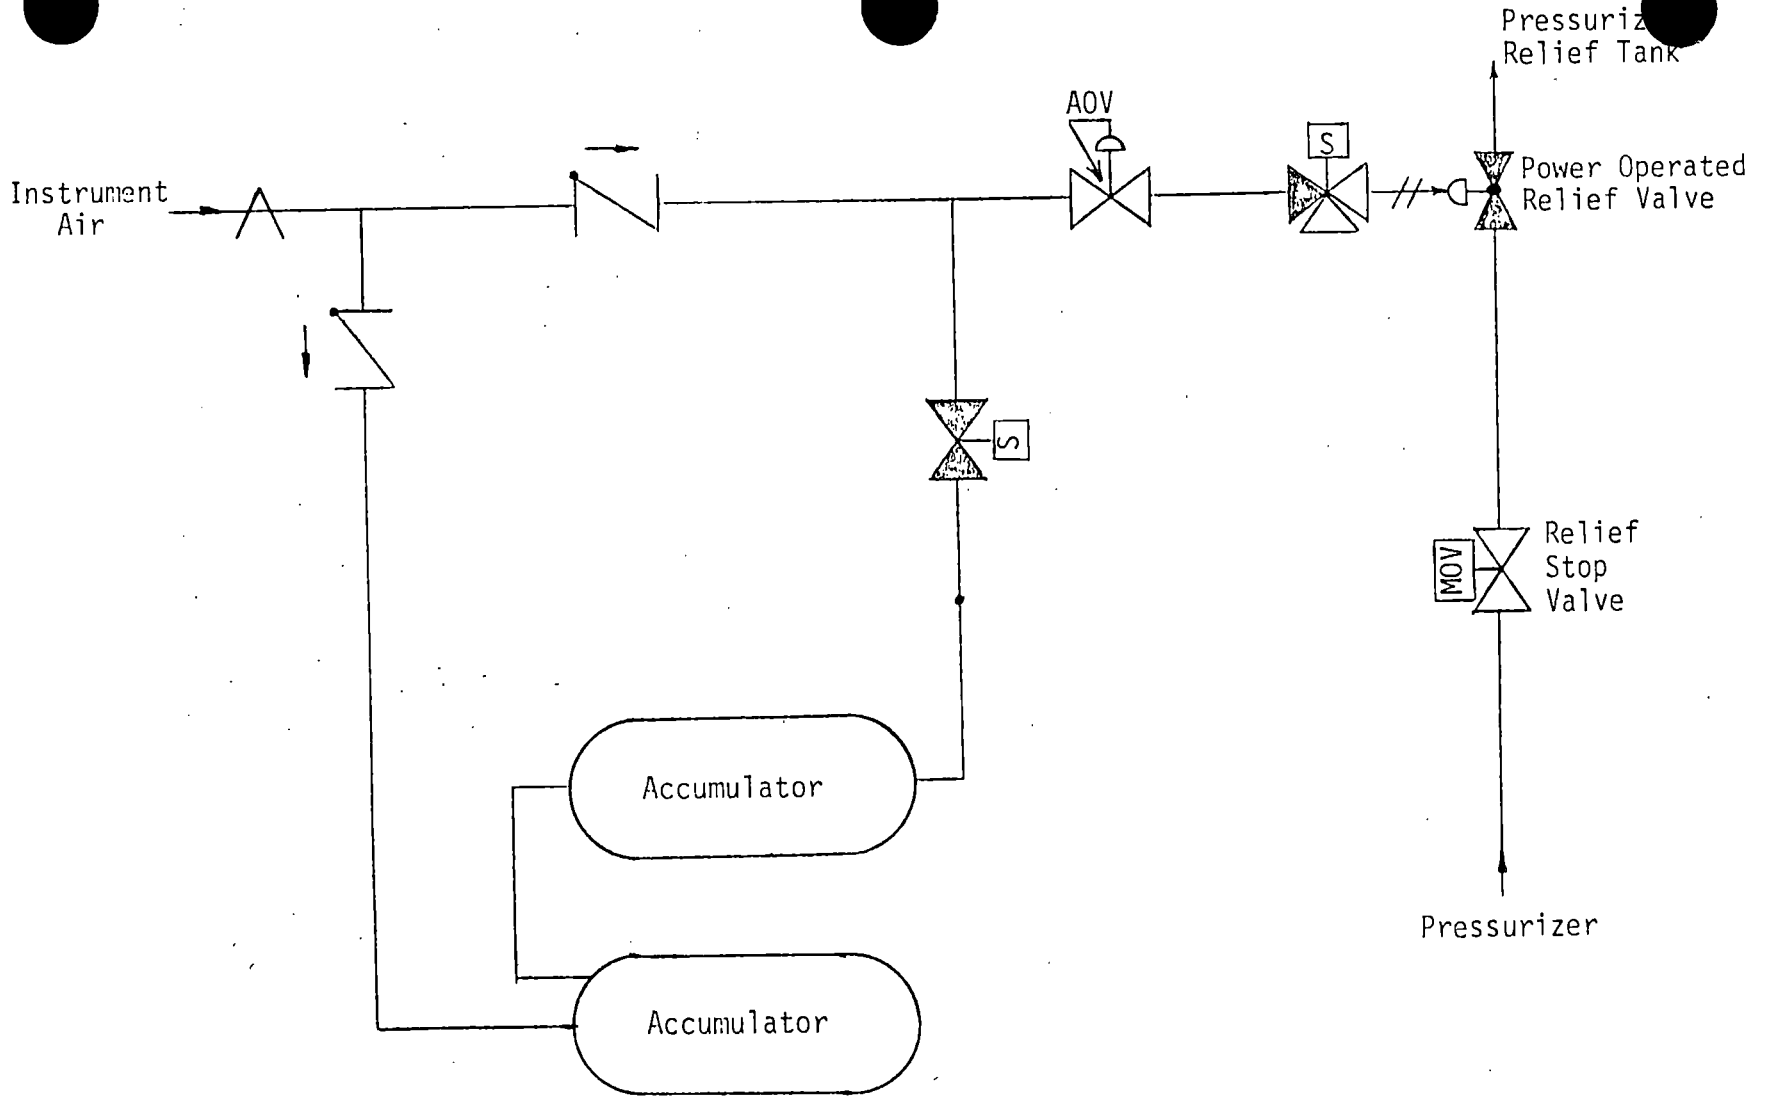 Pressuriz
Relief Tank
AOV
S
Power Operated
Relief Valve
Instrument
Air
S
Relief
Stop
Valve
MOV
Accumulator
Pressurizer
Accumulator